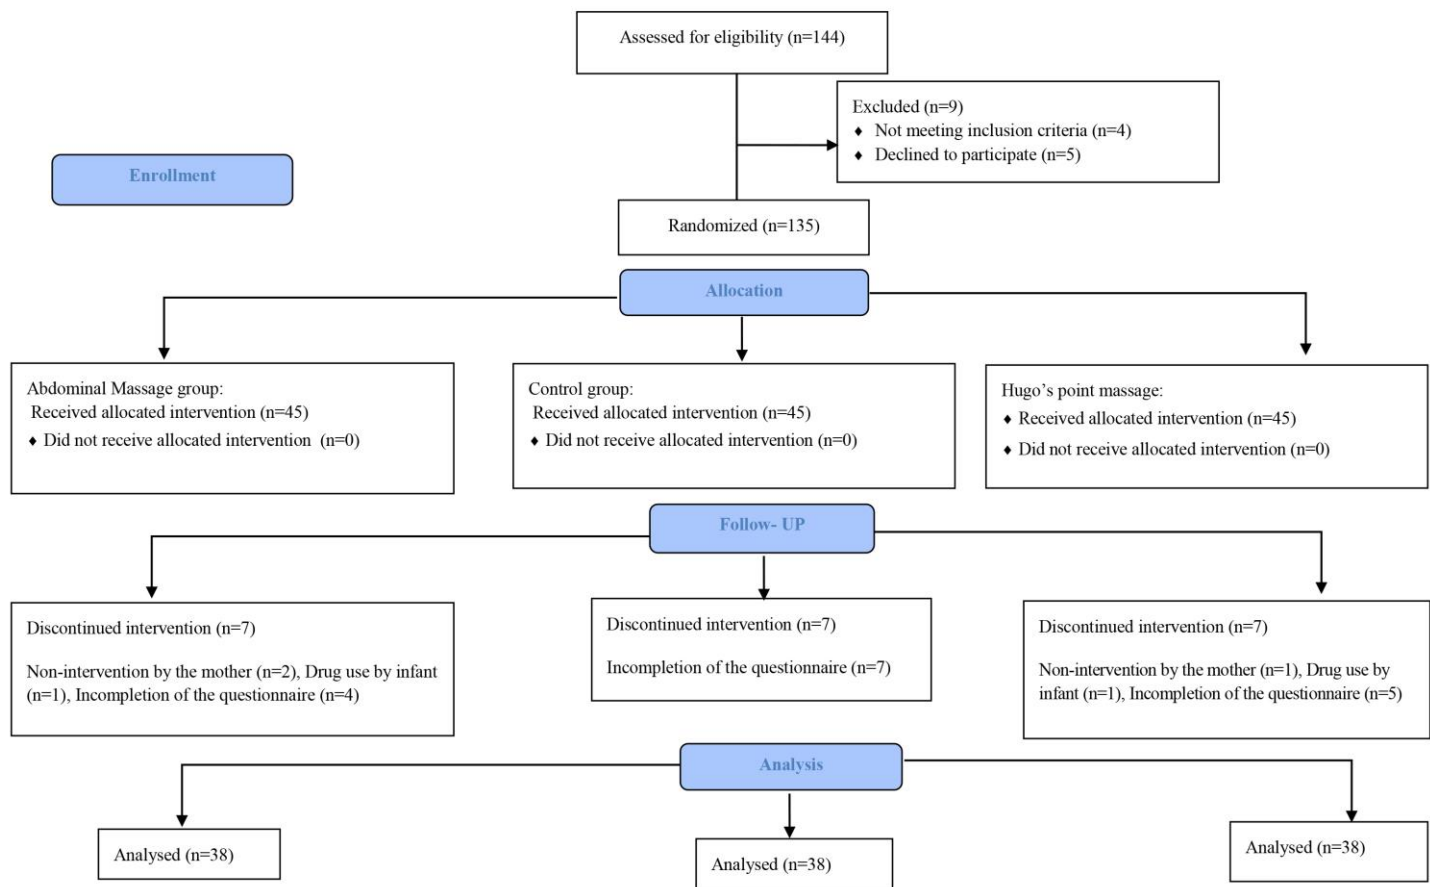 Assessed for eligibility (n=144)
Excluded (n=9)
♦ Not meeting inclusion criteria (n=4)
♦ Declined to participate (n=5)
Enrollment
Randomized (n=135)
Allocation
Abdominal Massage group:
Received allocated intervention (n=45)
♦ Did not receive allocated intervention (n=0)
Control group:
Received allocated intervention (n=45)
♦ Did not receive allocated intervention (n=0)
Hugo’s point massage:
♦ Received allocated intervention (n=45)
♦ Did not receive allocated intervention (n=0)
Follow- UP
Discontinued intervention (n=7)
Non-intervention by the mother (n=2), Drug use by infant
(n=1), Incompletion of the questionnaire (n=4)
Discontinued intervention (n=7)
Incompletion of the questionnaire (n=7)
Discontinued intervention (n=7)
Non-intervention by the mother (n=1), Drug use by
infant (n=1), Incompletion of the questionnaire (n=5)
Analysis
Analysed (n=38)
Analysed (n=38)
Analysed (n=38)